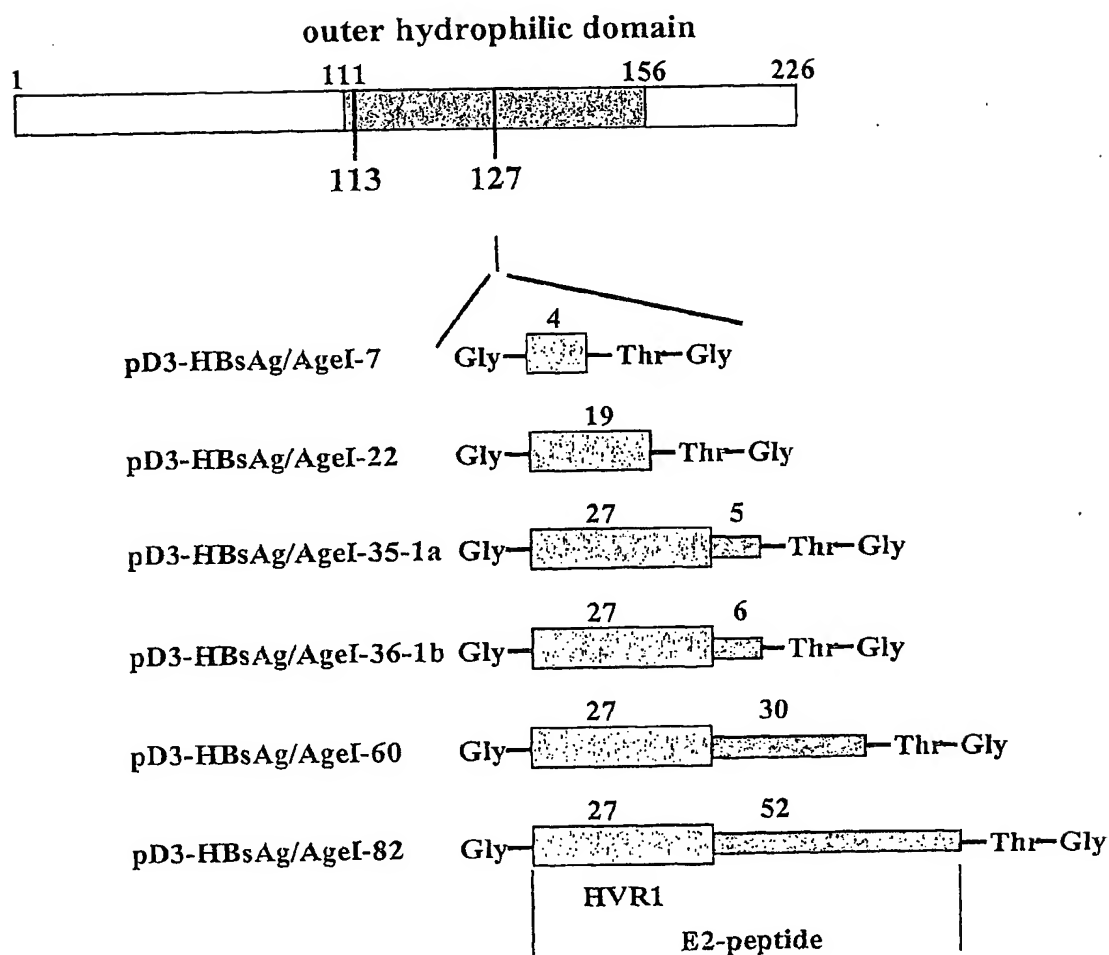 outer hydrophilic domain
1 111 156 226
113 127
4
pD3-HBsAg/AgeI-7 Gly Thr Gly
19
pD3-HBsAg/AgeI-22 Gly Thr Gly
27 5
pD3-HBsAg/AgeI-35-1a Gly Thr Gly
27 6
pD3-HBsAg/AgeI-36-1b Gly Thr Gly
27 30
pD3-HBsAg/AgeI-60 Gly Thr Gly
27 52
pD3-HBsAg/AgeI-82 Gly Thr Gly
HVR1
E2-peptide